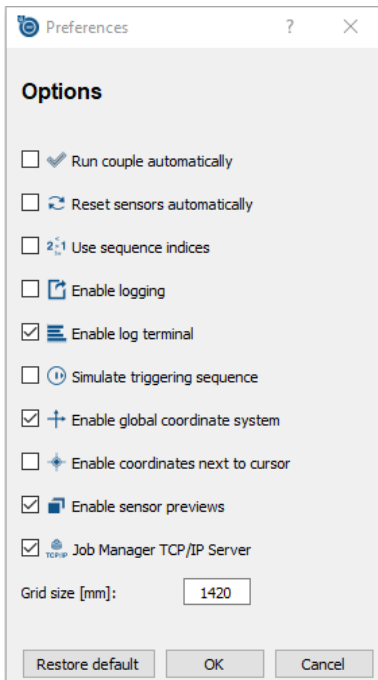 Preferences
Options
Run couple automatically
Reset sensors automatically
Use sequence indices
Enable logging
Enable log terminal
Simulate triggering sequence
Enable global coordinate system
Enable coordinates next to cursor
Enable sensor previews
TCP/IP Job Manager TCP/IP Server
Grid size [mm]: 1420
Restore default OK Cancel